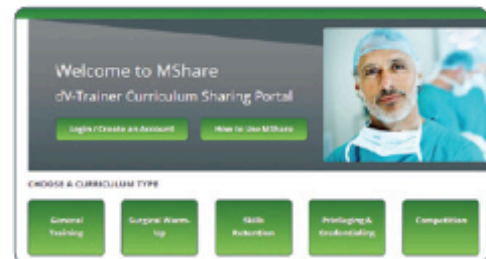 Welcome to MShare
dV-Trainer Curriculum Sharing Portal
Login / Create an Account
How to Use MShare
CHOOSE A CURRICULUM TYPE
General
Training
Surgical Warm-
Up
Skills
Retention
Privileging &
Credentialing
Competition